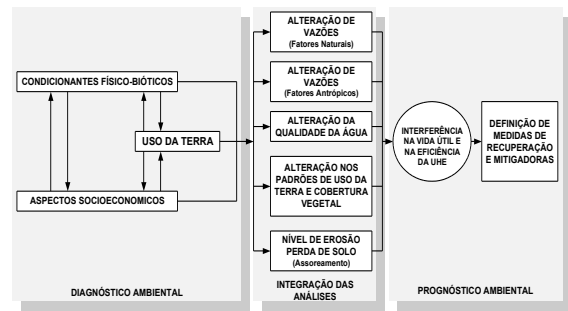 CONDICIONANTES FÍSICO-BIÓTICOS
USO DA TERRA
ASPECTOS SOCIOECONOMICOS
DIAGNÓSTICO AMBIENTAL
ALTERAÇÃO DE
VAZÕES
(Fatores Naturais)
ALTERAÇÃO DE
VAZÕES
(Fatores Antrópicos)
ALTERAÇÃO DA
QUALIDADE DA ÁGUA
ALTERAÇÃO NOS
PADRÕES DE USO DA
TERRA E COBERTURA
VEGETAL
NÍVEL DE EROSÃO
PERDA DE SOLO
(Assoreamento)
INTEGRAÇÃO DAS
ANÁLISES
INTERFERÊNCIA
NA VIDA ÚTIL E
NA EFICIÊNCIA
DA UHE
DEFINIÇÃO DE
MEDIDAS DE
RECUPERAÇÃO
E MITIGADORAS
PROGNÓSTICO AMBIENTAL